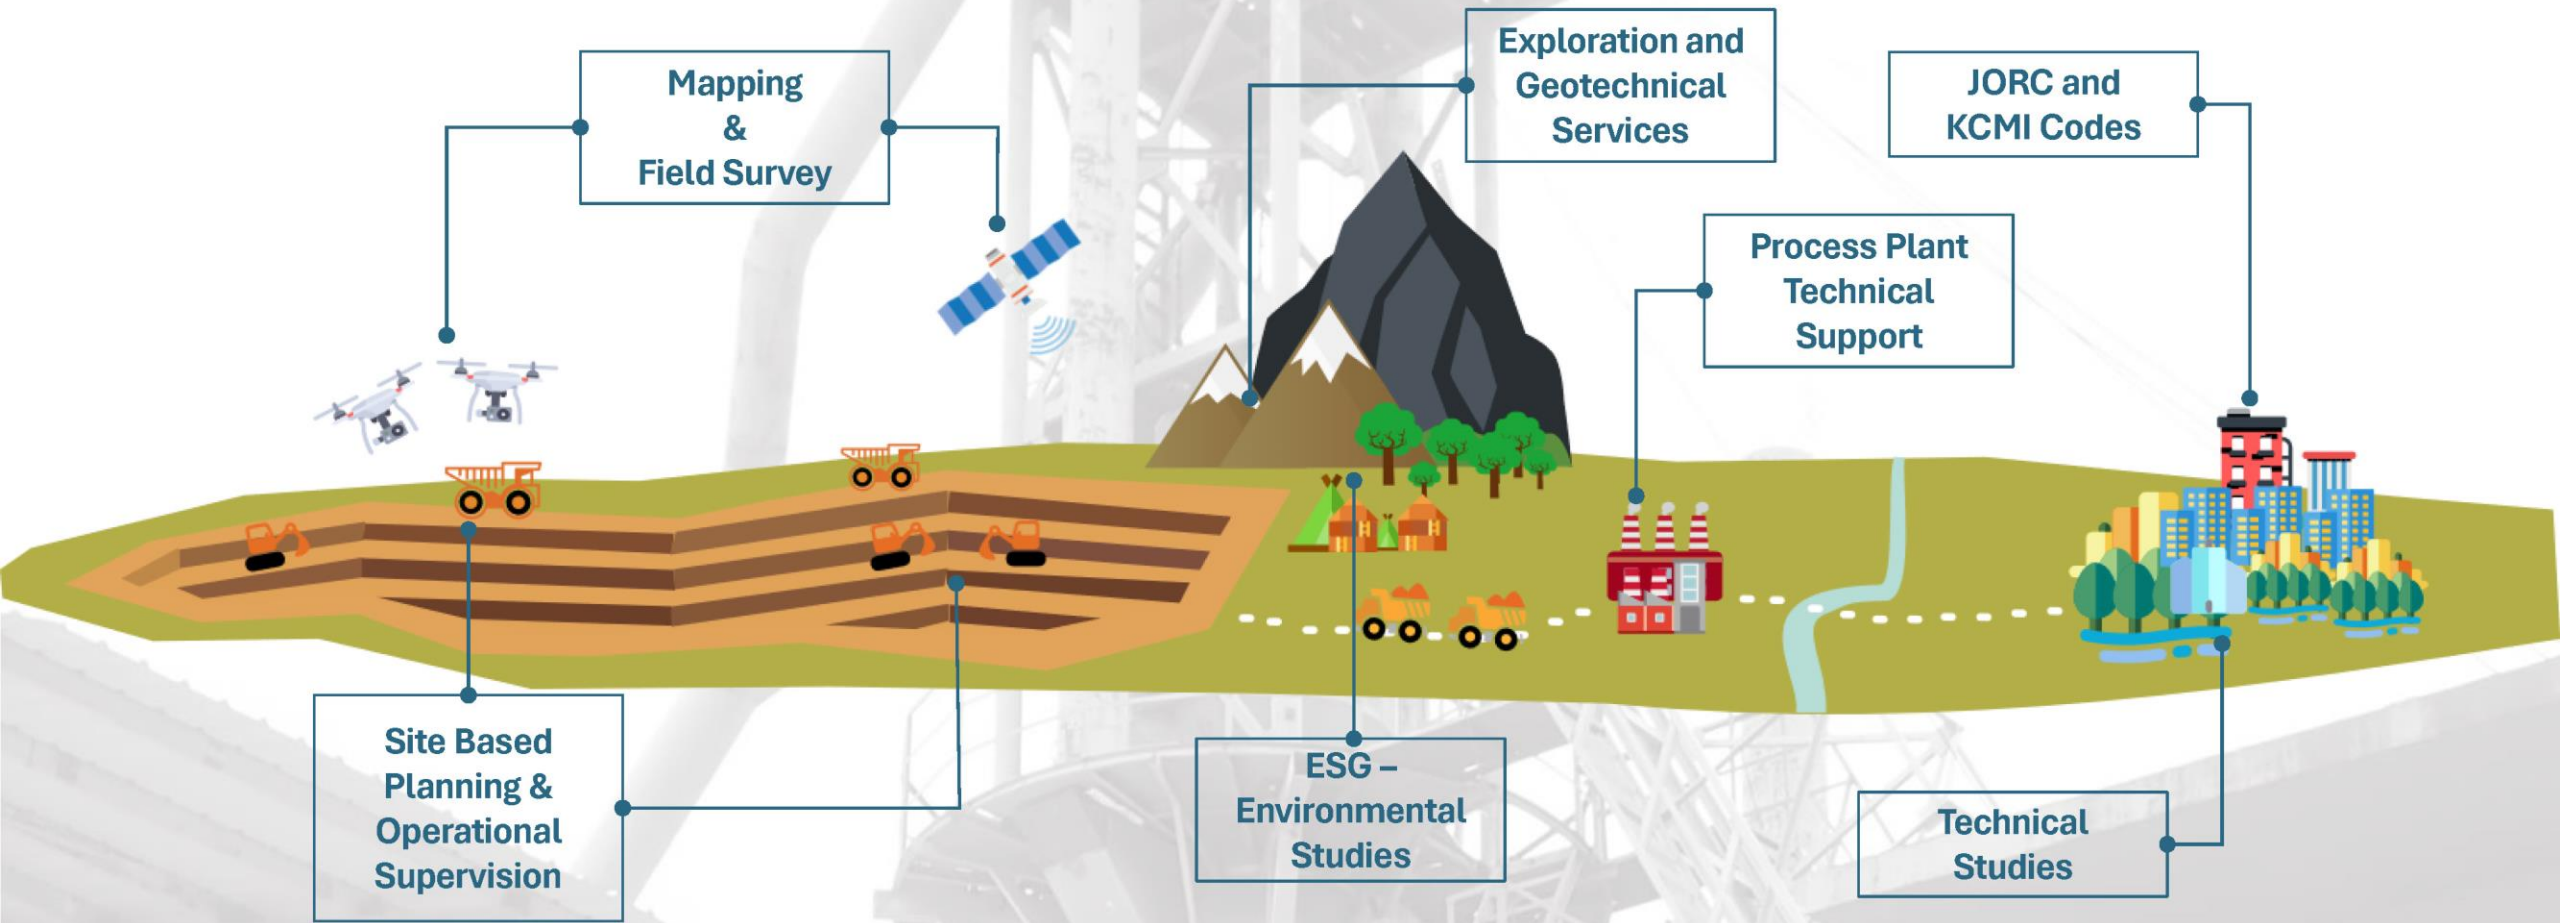 Mapping
&
Field Survey
Exploration and
Geotechnical
Services
JORC and
KCMI Codes
Process Plant
Technical
Support
Site Based
Planning &
Operational
Supervision
ESG –
Environmental
Studies
Technical
Studies